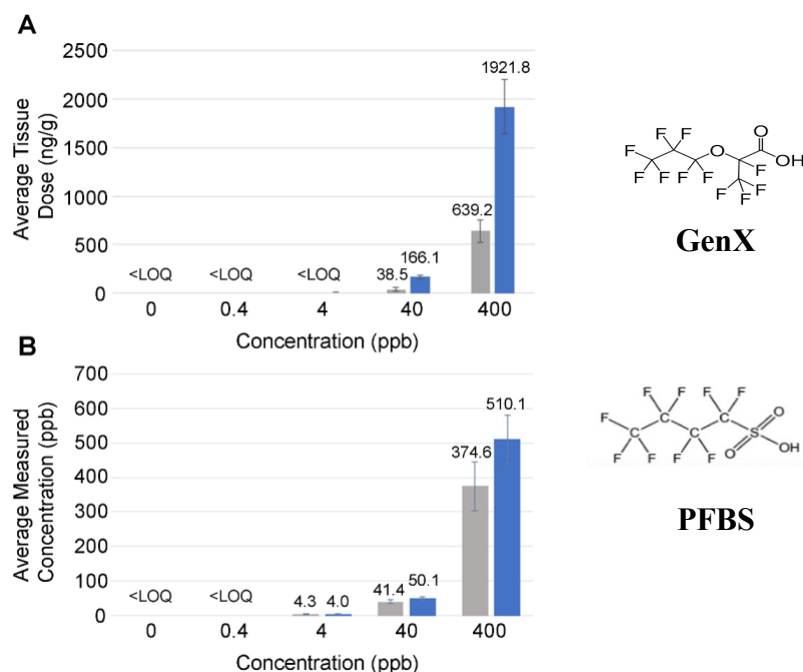 A
2500
2000
1500
1000
500
0
Average Tissue
Dose (ng/g)
<LOQ
<LOQ
<LOQ
38.5
166.1
639.2
1921.8
0
0.4
4
40
400
Concentration (ppb)
F F
F
F
F
F F
O
F
O
OH
F
F
F
GenX
B
700
600
500
400
300
200
100
0
Average Measured
Concentration (ppb)
<LOQ
<LOQ
4.3
4.0
41.4
50.1
374.6
510.1
0
0.4
4
40
400
Concentration (ppb)
F F F F F
C C C C S
O
O
OH
F F F F
PFBS